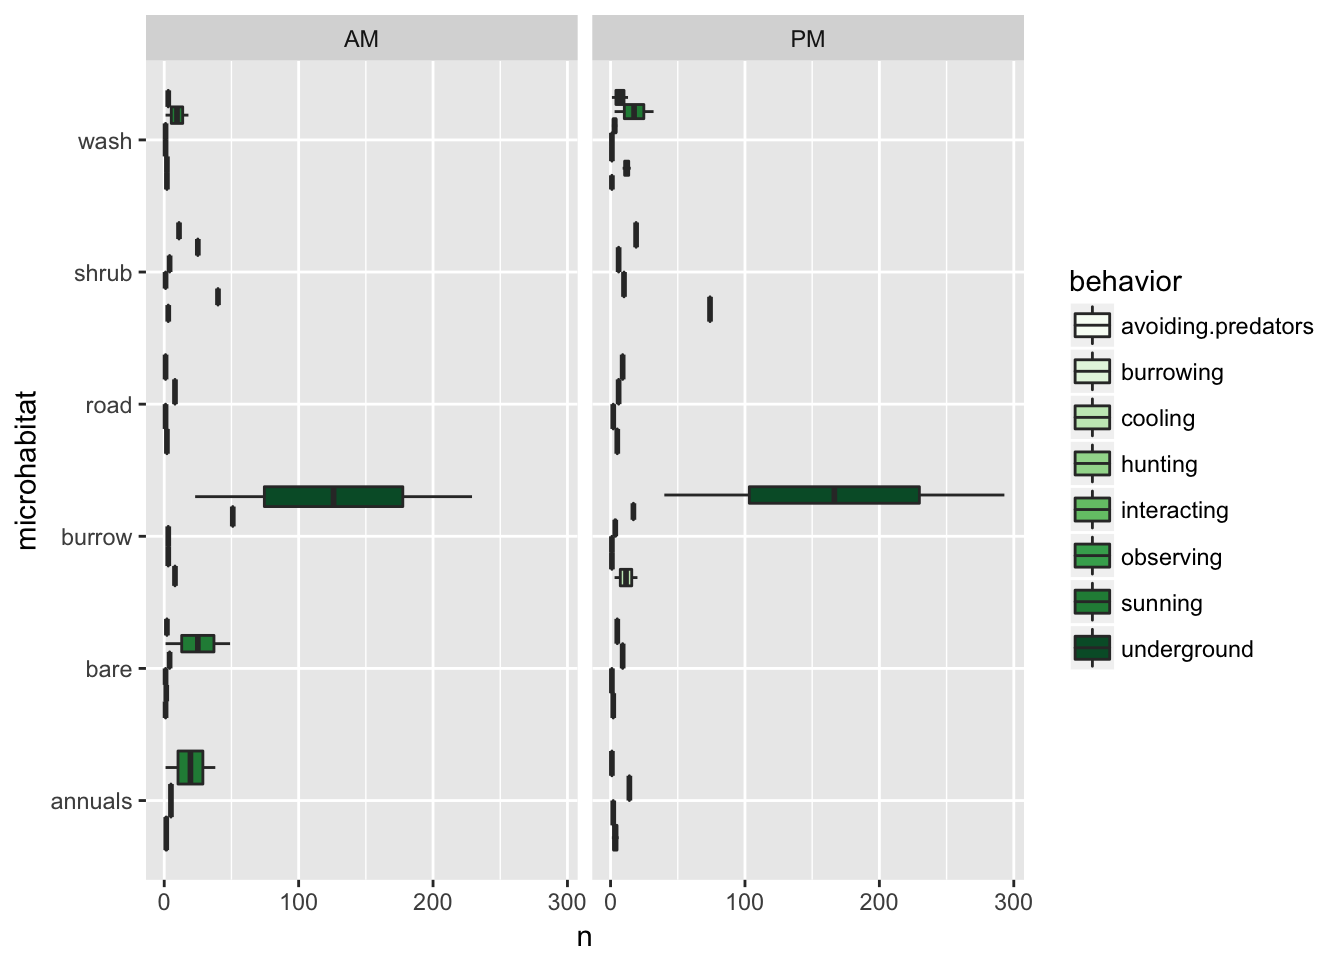 AM
PM
wash
shrub
road
burrow
bare
annuals
microhabitat
0
100
200
300
0
100
200
300
n
behavior
avoiding.predators
burrowing
cooling
hunting
interacting
observing
sunning
underground